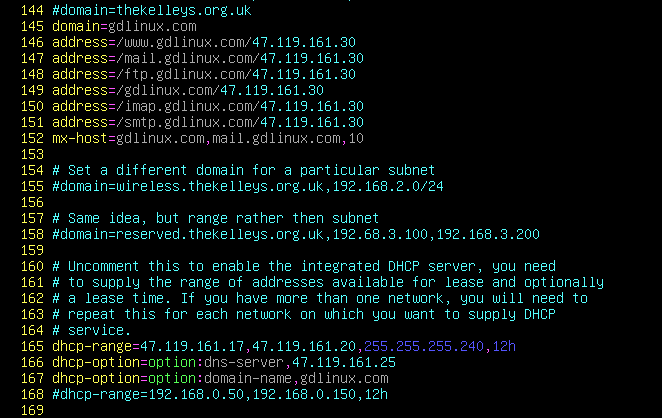 144 #domain=thekelleys.org.uk
145 domain=gdlinux.com
146 address=/www.gdlinux.com/47.119.161.30
147 address=/mail.gdlinux.com/47.119.161.30
148 address=/ftp.gdlinux.com/47.119.161.30
149 address=/gdlinux.com/47.119.161.30
150 address=/imap.gdlinux.com/47.119.161.30
151 address=/smtp.gdlinux.com/47.119.161.30
152 mx-host=gdlinux.com,mail.gdlinux.com,10
153
154 # Set a different domain for a particular subnet
155 #domain=wireless.thekelleys.org.uk,192.168.2.0/24
156
157 # Same idea, but range rather then subnet
158 #domain=reserved.thekelleys.org.uk,192.68.3.100,192.168.3.200
159
160 # Uncomment this to enable the integrated DHCP server, you need
161 # to supply the range of addresses available for lease and optionally
162 # a lease time. If you have more than one network, you will need to
163 # repeat this for each network on which you want to supply DHCP
164 # service.
165 dhcp-range=47.119.161.17,47.119.161.20,255.255.255.240,12h
166 dhcp-option=option:dns-server,47.119.161.25
167 dhcp-option=option:domain-name,gdlinux.com
168 #dhcp-range=192.168.0.50,192.168.0.150,12h
169